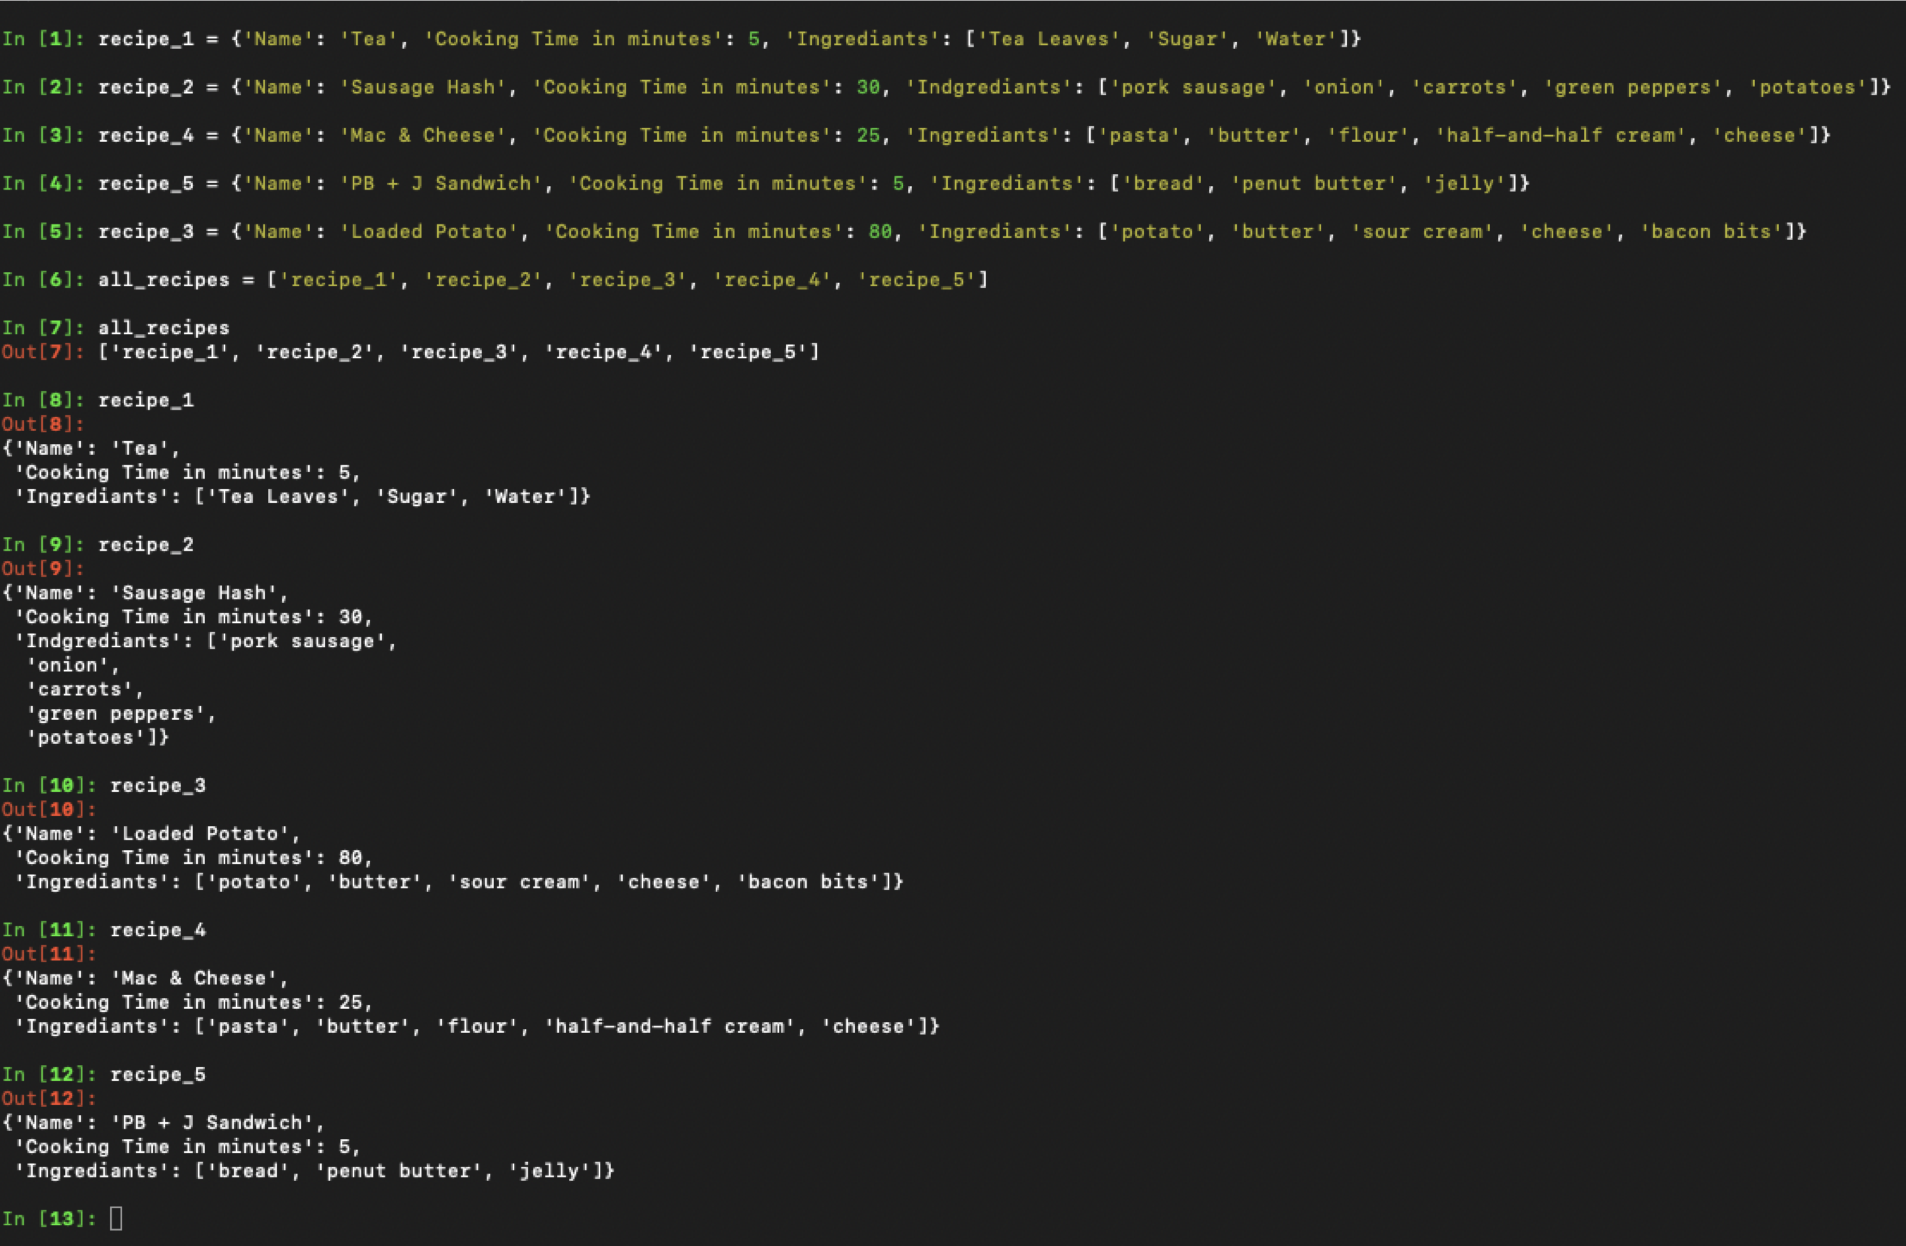 In [1]: recipe_1 = {'Name': 'Tea', 'Cooking Time in minutes': 5, 'Ingrediants': ['Tea Leaves', 'Sugar', 'Water']}
In [2]: recipe_2 = {'Name': 'Sausage Hash', 'Cooking Time in minutes': 30, 'Indgrediants': ['pork sausage', 'onion', 'carrots', 'green peppers', 'potatoes']}
In [3]: recipe_4 = {'Name': 'Mac & Cheese', 'Cooking Time in minutes': 25, 'Ingrediants': ['pasta', 'butter', 'flour', 'half-and-half cream', 'cheese']}
In [4]: recipe_5 = {'Name': 'PB + J Sandwich', 'Cooking Time in minutes': 5, 'Ingrediants': ['bread', 'penut butter', 'jelly']}
In [5]: recipe_3 = {'Name': 'Loaded Potato', 'Cooking Time in minutes': 80, 'Ingrediants': ['potato', 'butter', 'sour cream', 'cheese', 'bacon bits']}
In [6]: all_recipes = ['recipe_1', 'recipe_2', 'recipe_3', 'recipe_4', 'recipe_5']
In [7]: all_recipes
Out[7]: ['recipe_1', 'recipe_2', 'recipe_3', 'recipe_4', 'recipe_5']
In [8]: recipe_1
Out[8]:
{'Name': 'Tea',
 'Cooking Time in minutes': 5,
 'Ingrediants': ['Tea Leaves', 'Sugar', 'Water']}
In [9]: recipe_2
Out[9]:
{'Name': 'Sausage Hash',
 'Cooking Time in minutes': 30,
 'Indgrediants': ['pork sausage',
  'onion',
  'carrots',
  'green peppers',
  'potatoes']}
In [10]: recipe_3
Out[10]:
{'Name': 'Loaded Potato',
 'Cooking Time in minutes': 80,
 'Ingrediants': ['potato', 'butter', 'sour cream', 'cheese', 'bacon bits']}
In [11]: recipe_4
Out[11]:
{'Name': 'Mac & Cheese',
 'Cooking Time in minutes': 25,
 'Ingrediants': ['pasta', 'butter', 'flour', 'half-and-half cream', 'cheese']}
In [12]: recipe_5
Out[12]:
{'Name': 'PB + J Sandwich',
 'Cooking Time in minutes': 5,
 'Ingrediants': ['bread', 'penut butter', 'jelly']}
In [13]: